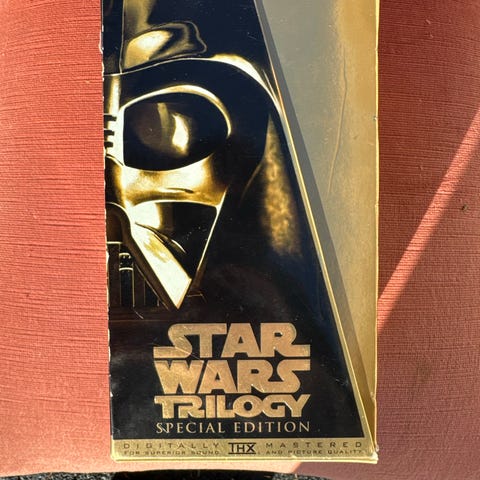 STAR
WARS
TRILOGY
SPECIAL EDITION
DIGITALLY THX MASTERED
FOR SUPERIOR SOUND AND PICTURE QUALITY